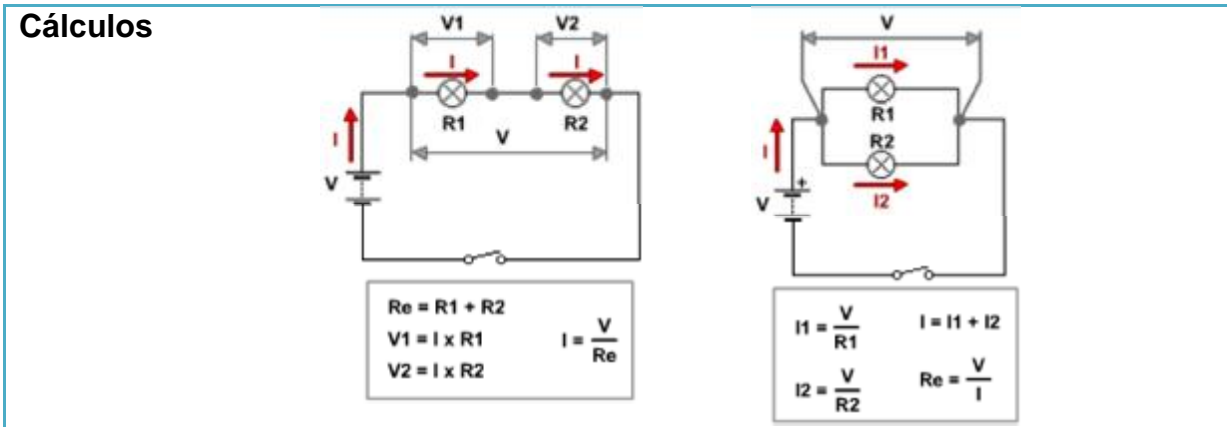 Cálculos
V1 V2
I I
R1 R2
V
I
V
Re = R1 + R2
V1 = I x R1
V2 = I x R2
I = V
Re
V
I1
R1
R2
I2
I
V +
I1 = V
R1
I2 = V
R2
I = I1 + I2
Re = V
I